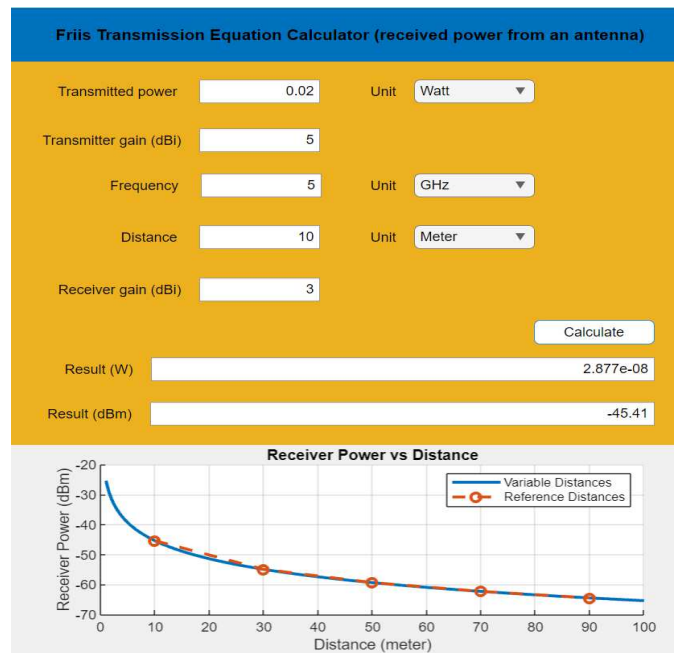 Friis Transmission Equation Calculator (received power from an antenna)
Transmitted power 0.02 Unit Watt
Transmitter gain (dBi) 5
Frequency 5 Unit GHz
Distance 10 Unit Meter
Receiver gain (dBi) 3
Calculate
Result (W) 2.877e-08
Result (dBm) -45.41
Receiver Power vs Distance
Receiver Power (dBm)
-20
-30
-40
-50
-60
-70
Variable Distances
Reference Distances
0 10 20 30 40 50 60 70 80 90 100
Distance (meter)